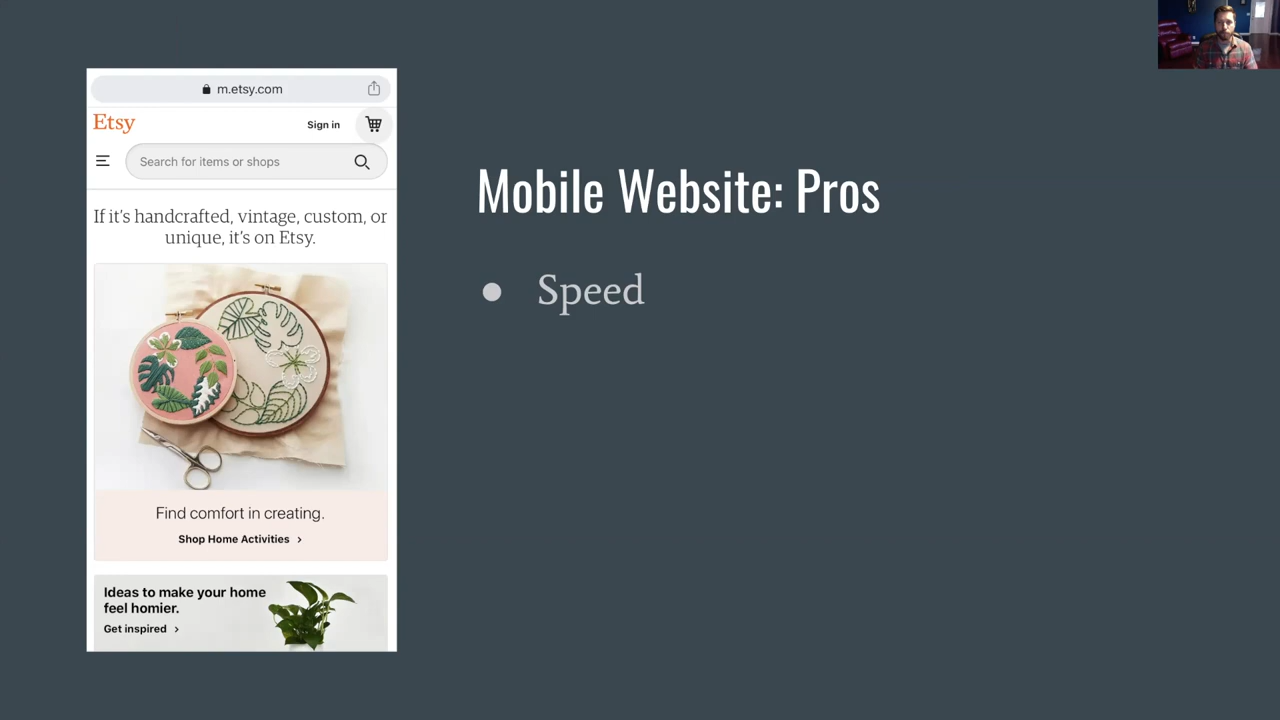 m.etsy.com
Etsy
Sign in
Search for items or shops
If it's handcrafted, vintage, custom, or
unique, it's on Etsy.
Find comfort in creating.
Shop Home Activities >
Ideas to make your home
feel homier.
Get inspired >
Mobile Website: Pros
● Speed